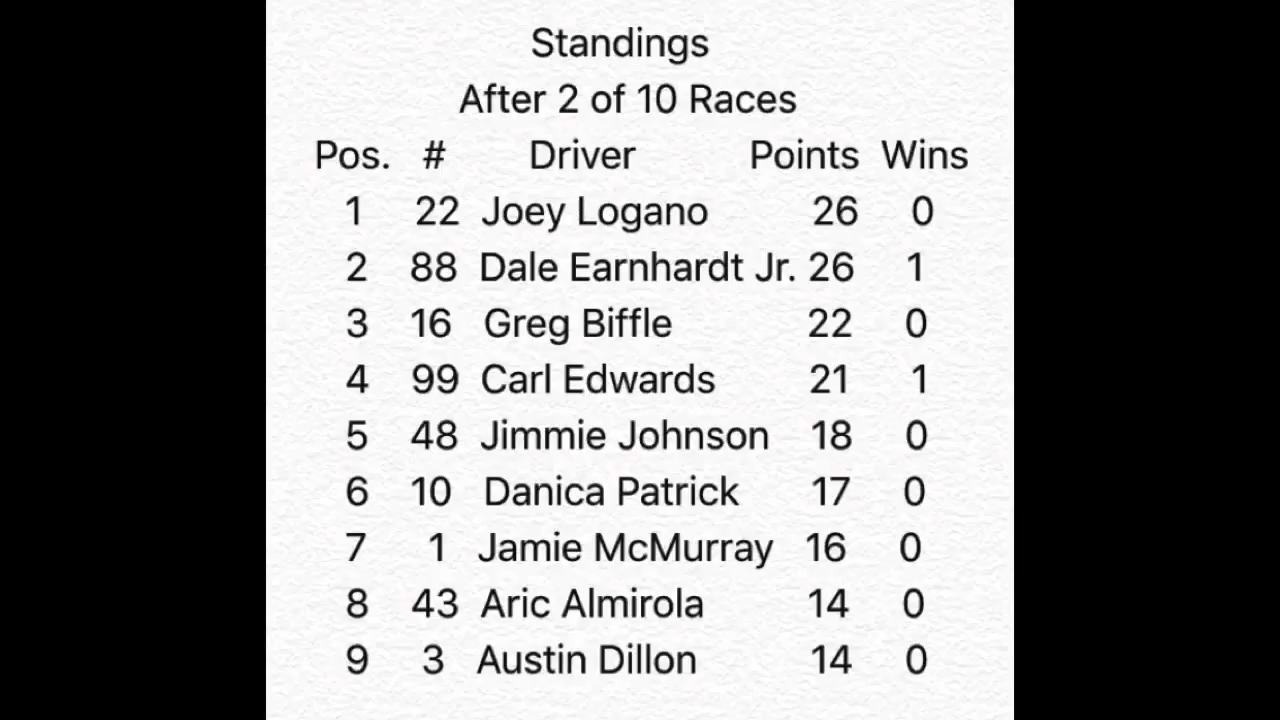 Standings
After 2 of 10 Races
Pos. # Driver Points Wins
1 22 Joey Logano 26 0
2 88 Dale Earnhardt Jr. 26 1
3 16 Greg Biffle 22 0
4 99 Carl Edwards 21 1
5 48 Jimmie Johnson 18 0
6 10 Danica Patrick 17 0
7 1 Jamie McMurray 16 0
8 43 Aric Almirola 14 0
9 3 Austin Dillon 14 0